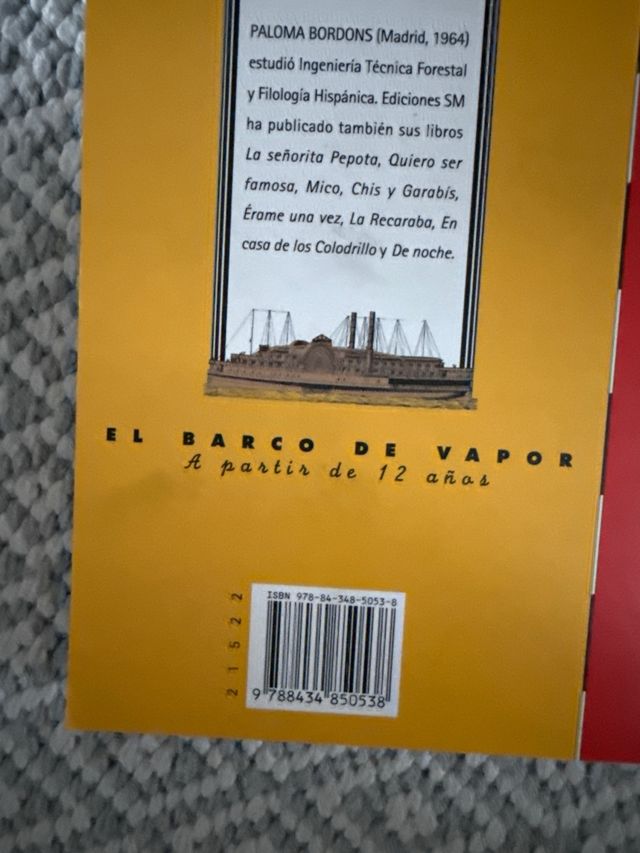 PALOMA BORDONS (Madrid, 1964)
estudió Ingeniería Técnica Forestal
y Filología Hispánica. Ediciones SM
ha publicado también sus libros
La señorita Pepota, Quiero ser
famosa, Mico, Chis y Garabís,
Érame una vez, La Recaraba, En
casa de los Colodrillo y De noche.
EL BARCO DE VAPOR
A partir de 12 años
ISBN 978-84-348-5053-8
21522
9 788434 850538